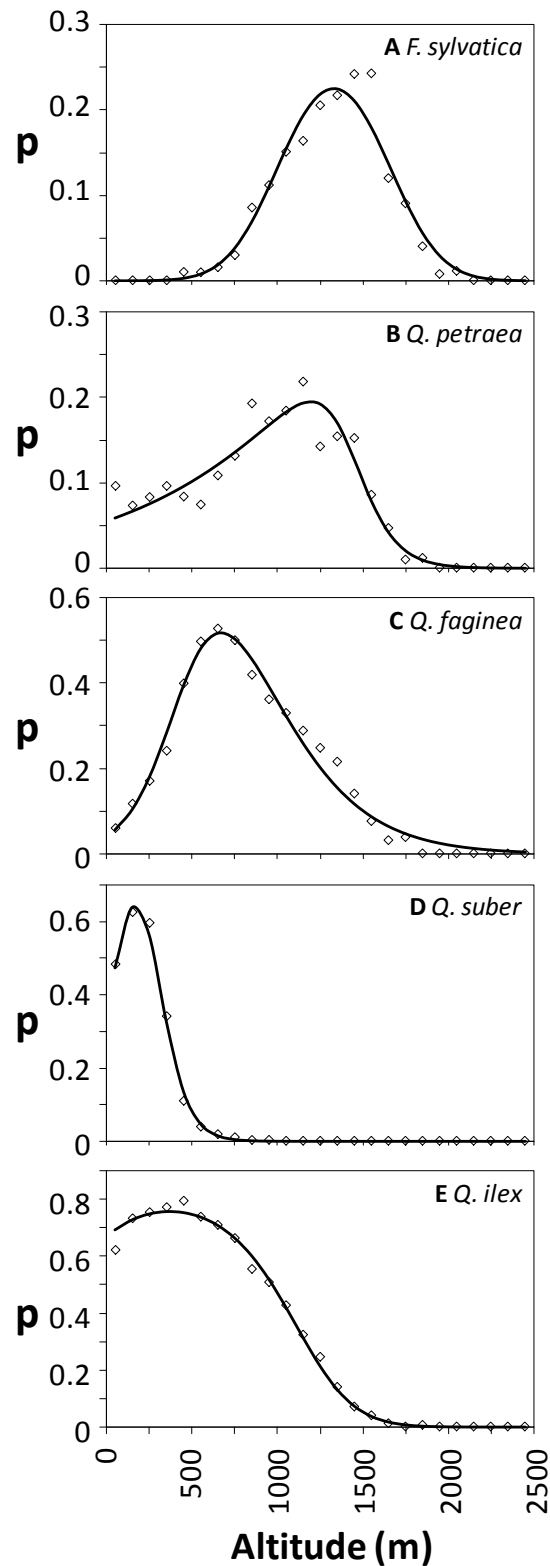 A F. sylvatica
0.3
0.2
p
0.1
0
B Q. petraea
0.3
0.2
p
0.1
0
C Q. faginea
0.6
0.4
p
0.2
0
D Q. suber
0.6
0.4
p
0.2
0
E Q. ilex
0.8
0.6
0.4
p
0.2
0
0 500 1000 1500 2000 2500
Altitude (m)